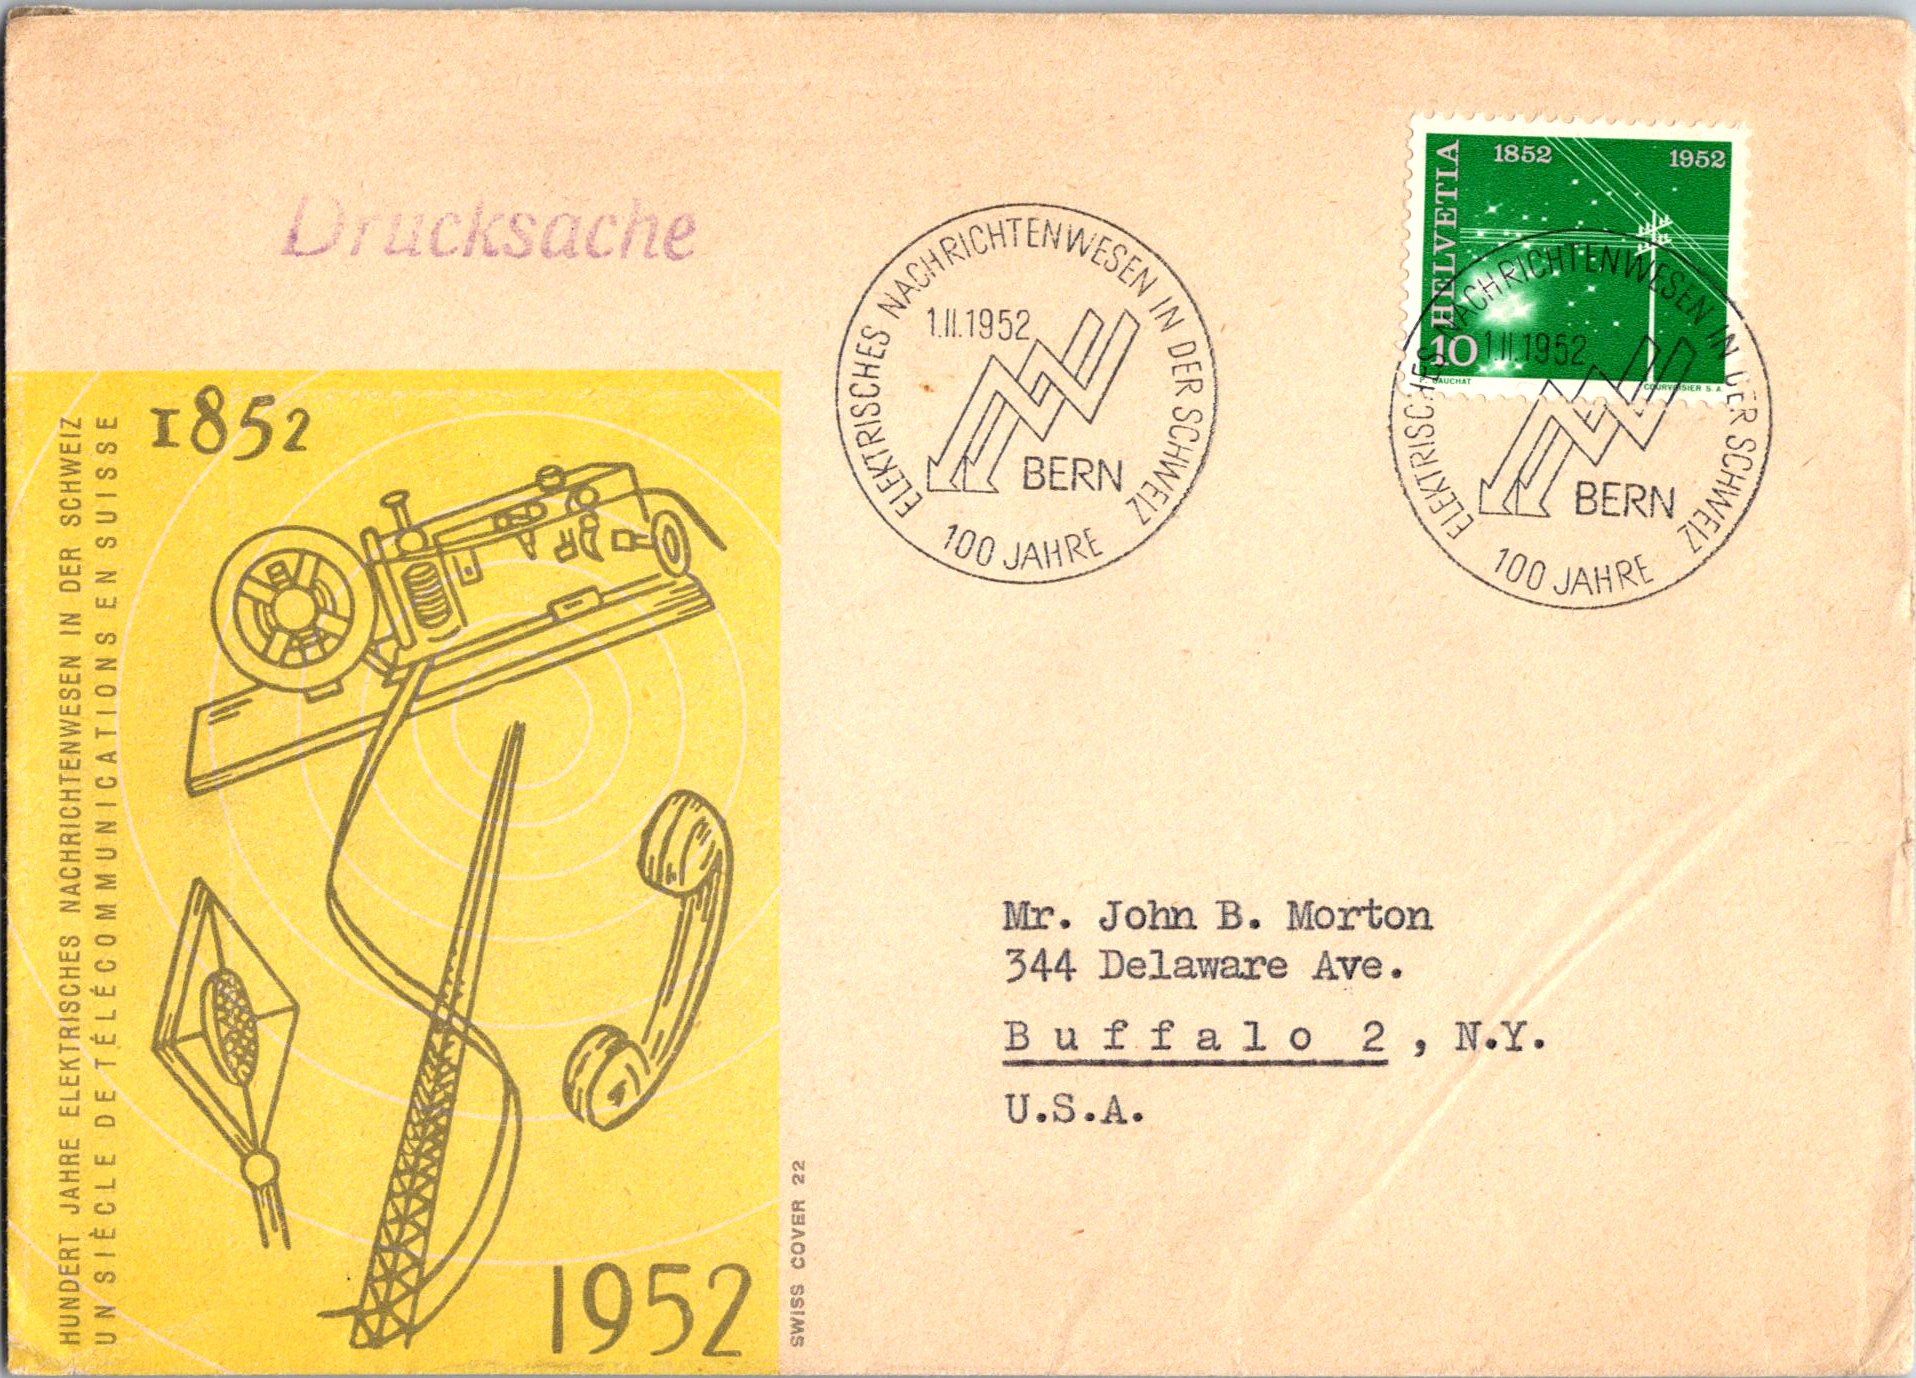 Drucksache
ELEKTRISCHES NACHRICHTENWESEN IN DER SCHWEIZ
1.II.1952
BERN
100 JAHRE
HELVETIA
1852
1952
10
P. GAUCHAT
COURVOISIER S.A
ELEKTRISCHES NACHRICHTENWESEN IN DER SCHWEIZ
1.II.1952
BERN
100 JAHRE
HUNDERT JAHRE ELEKTRISCHES NACHRICHTENWESEN IN DER SCHWEIZ
UN SIÈCLE DE TÉLÉCOMMUNICATIONS EN SUISSE
1852
1952
SWISS COVER 22
Mr. John B. Morton
344 Delaware Ave.
Buffalo 2, N.Y.
U.S.A.